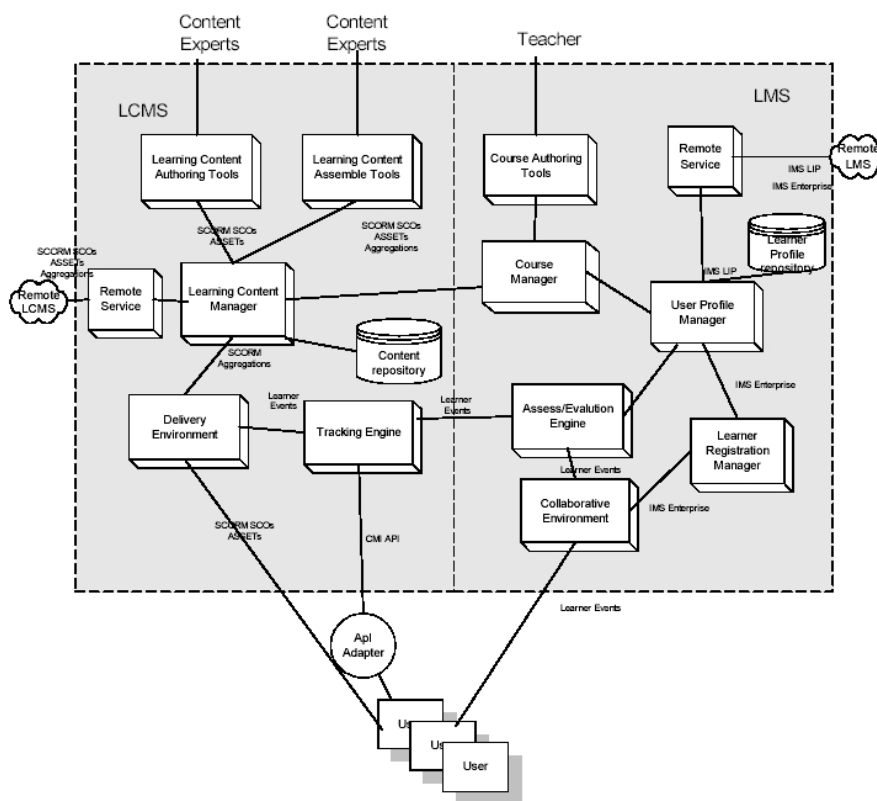 Content
Experts
Content
Experts
Teacher
LCMS
LMS
Learning Content
Authoring Tools
Learning Content
Assemble Tools
Course Authoring
Tools
Remote
Service
Remote
LMS
IMS LIP
IMS Enterprise
SCORM SCOs
ASSETs
SCORM SCOs
ASSETs
Aggregations
SCORM SCOs
ASSETs
Aggregations
Learner
Profile
repository
Remote
LCMS
Remote
Service
Learning Content
Manager
Course
Manager
IMS LIP
User Profile
Manager
SCORM
Aggregations
Content
repository
IMS Enterprise
Learner
Events
Learner
Events
Delivery
Environment
Tracking Engine
Assess/Evalution
Engine
Learner
Registration
Manager
Learner Events
Collaborative
Environment
IMS Enterprise
SCORM SCOs
ASSETs
CMI API
Learner Events
ApI
Adapter
Us
Us
User